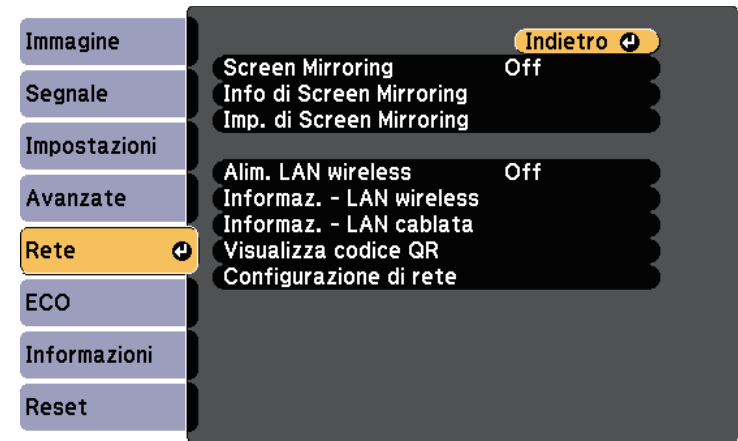 Immagine
Segnale
Impostazioni
Avanzate
Rete
ECO
Informazioni
Reset
Indietro
Screen Mirroring Off
Info di Screen Mirroring
Imp. di Screen Mirroring
Alim. LAN wireless Off
Informaz. - LAN wireless
Informaz. - LAN cablata
Visualizza codice QR
Configurazione di rete